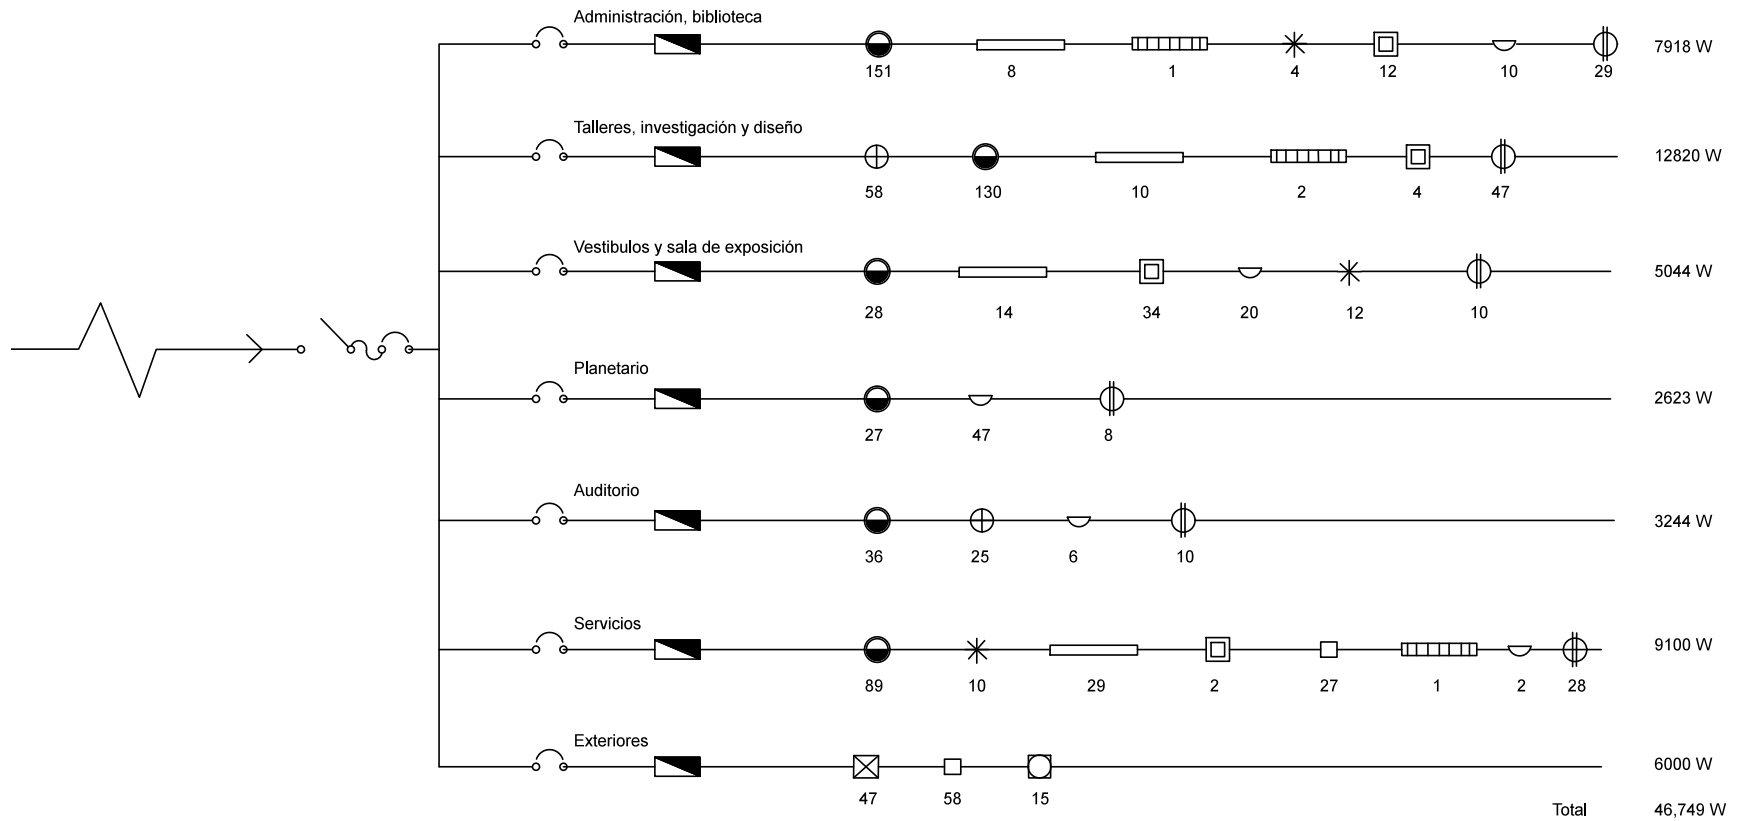 Administración, biblioteca
151 8 1 4 12 10 29 7918 W
Talleres, investigación y diseño
58 130 10 2 4 47 12820 W
Vestibulos y sala de exposición
28 14 34 20 12 10 5044 W
Planetario
27 47 8 2623 W
Auditorio
36 25 6 10 3244 W
Servicios
89 10 29 2 27 1 2 28 9100 W
Exteriores
47 58 15 6000 W
Total 46,749 W